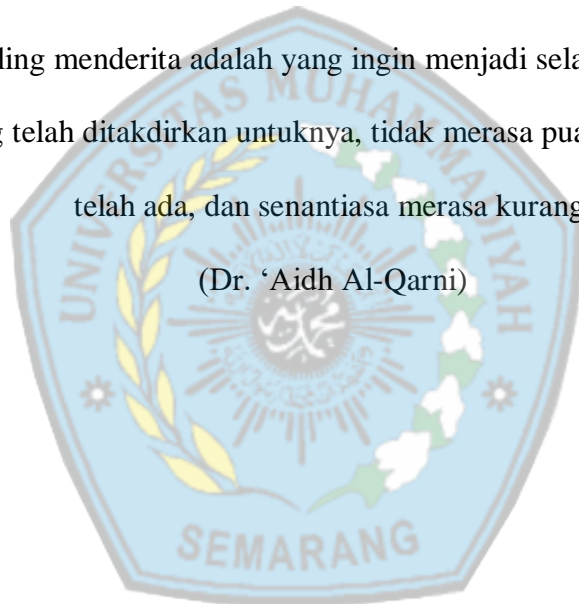 ling menderita adalah yang ingin menjadi sela
telah ditakdirkan untuknya, tidak merasa pua
telah ada, dan senantiasa merasa kurang
(Dr. ‘Aidh Al-Qarni)
UNIVERSITAS MUHAMMADIYAH
SEMARANG